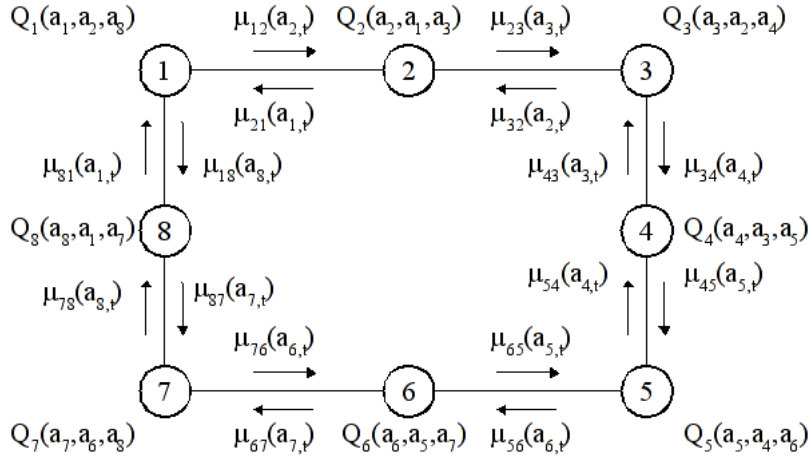 Q₁(a₁,a₂,a₈) μ₁₂(a₂,t) Q₂(a₂,a₁,a₃) μ₂₃(a₃,t) Q₃(a₃,a₂,a₄)
1 2 3
μ₂₁(a₁,t) μ₃₂(a₂,t)
μ₈₁(a₁,t) μ₁₈(a₈,t) μ₄₃(a₃,t) μ₃₄(a₄,t)
Q₈(a₈,a₁,a₇) 8 4 Q₄(a₄,a₃,a₅)
μ₇₈(a₈,t) μ₈₇(a₇,t) μ₅₄(a₄,t) μ₄₅(a₅,t)
μ₇₆(a₆,t) μ₆₅(a₅,t)
7 6 5
Q₇(a₇,a₆,a₈) μ₆₇(a₇,t) Q₆(a₆,a₅,a₇) μ₅₆(a₆,t) Q₅(a₅,a₄,a₆)